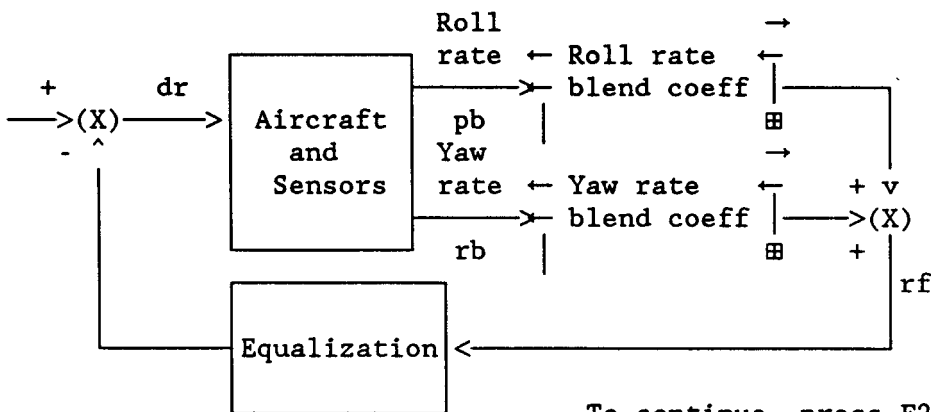 Roll →
rate ← Roll rate ←
+ dr blend coeff
(X) Aircraft pb ⊞
- ^ and Yaw →
Sensors rate ← Yaw rate ← + v
blend coeff (X)
rb ⊞ +
rf
Equalization
To continue, press F2